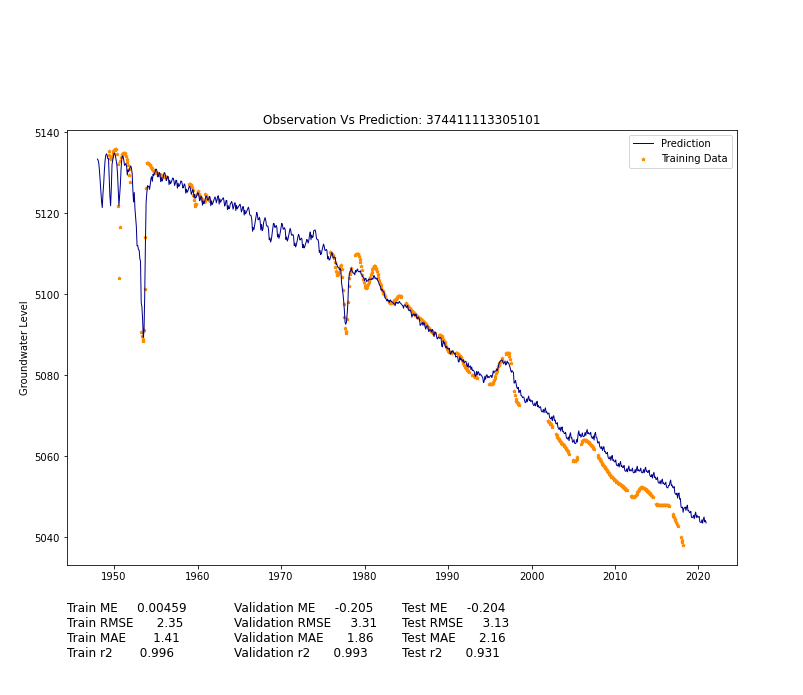 Observation Vs Prediction: 374411113305101
Prediction
Training Data
Groundwater Level
5140
5120
5100
5080
5060
5040
1950 1960 1970 1980 1990 2000 2010 2020
Train ME 0.00459 Validation ME -0.205 Test ME -0.204
Train RMSE 2.35 Validation RMSE 3.31 Test RMSE 3.13
Train MAE 1.41 Validation MAE 1.86 Test MAE 2.16
Train r2 0.996 Validation r2 0.993 Test r2 0.931